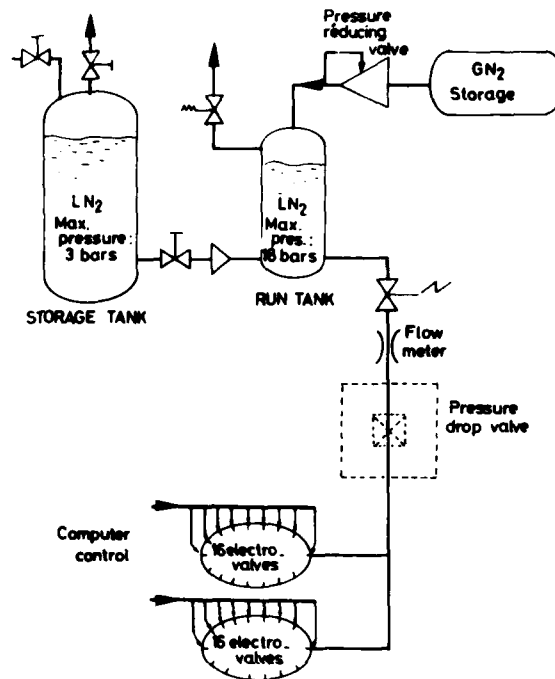 Pressure
réducing
valve
GN2
Storage
LN2
Max.
pressure:
3 bars
LN2
Max.
pres.:
18 bars
STORAGE TANK
RUN TANK
Flow
meter
Pressure
drop valve
Computer
control
16 electro-
valves
16 electro-
valves